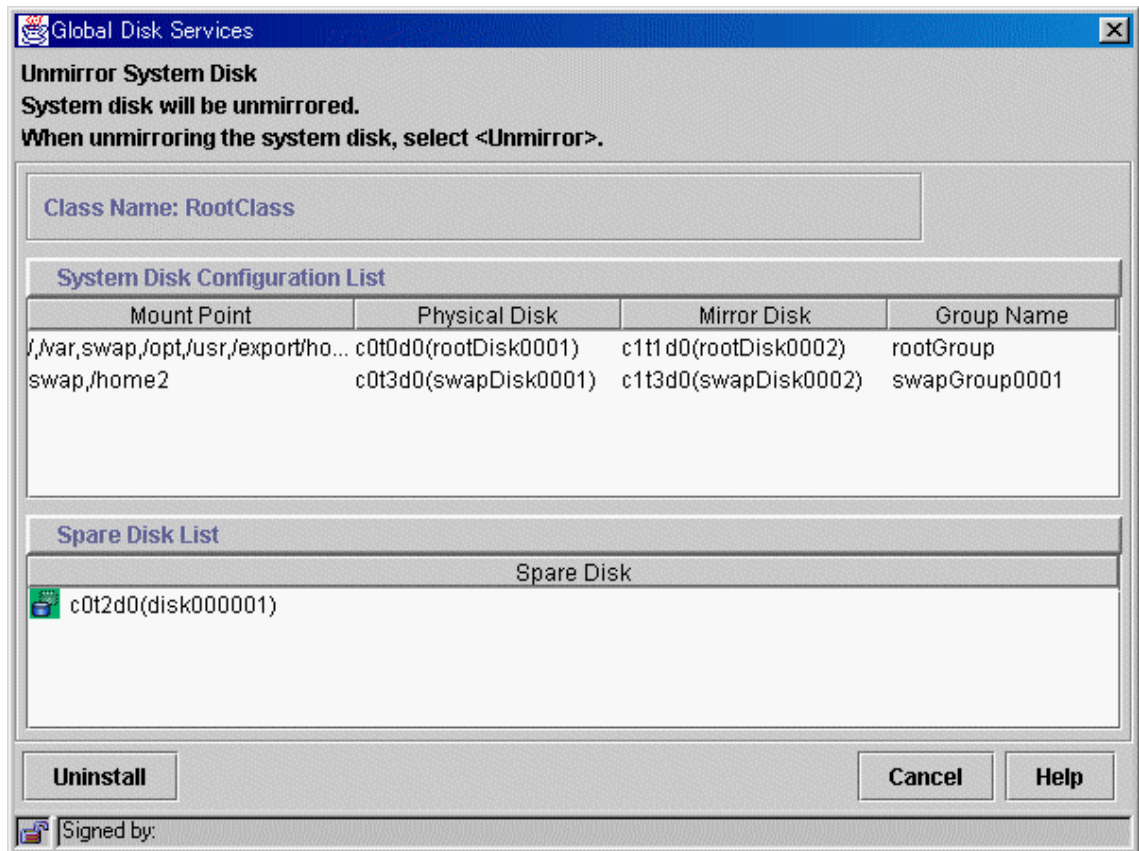 Global Disk Services
Unmirror System Disk
System disk will be unmirrored.
When unmirroring the system disk, select <Unmirror>.
Class Name: RootClass
System Disk Configuration List
Mount Point Physical Disk Mirror Disk Group Name
/,/var,swap,/opt,/usr,/export/ho... c0t0d0(rootDisk0001) c1t1d0(rootDisk0002) rootGroup
swap,/home2 c0t3d0(swapDisk0001) c1t3d0(swapDisk0002) swapGroup0001
Spare Disk List
Spare Disk
c0t2d0(disk000001)
Uninstall Cancel Help
Signed by: